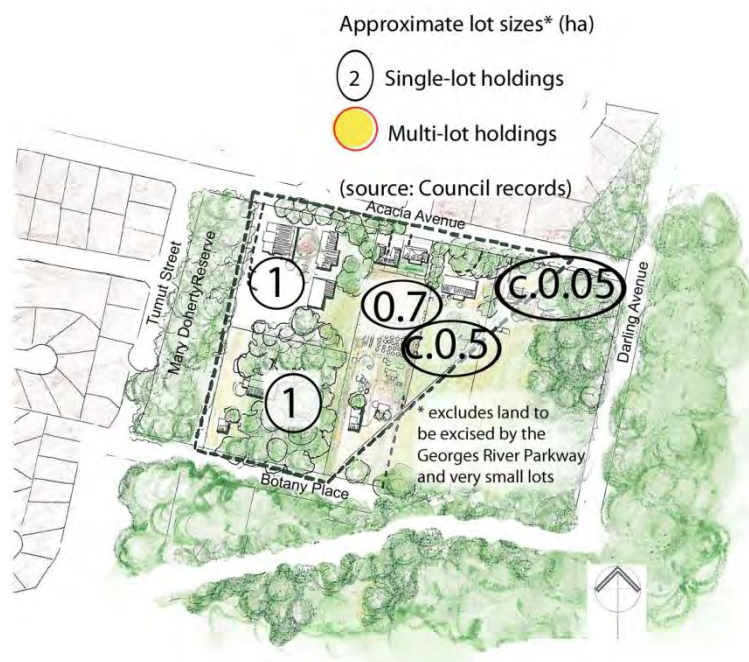 Approximate lot sizes* (ha)
2 Single-lot holdings
Multi-lot holdings
(source: Council records)
Acacia Avenue
Tumut Street
Mary DohertyReserve
Darling Avenue
1
0.7
c.0.05
c.0.5
1
* excludes land to
be excised by the
Georges River Parkway
and very small lots
Botany Place